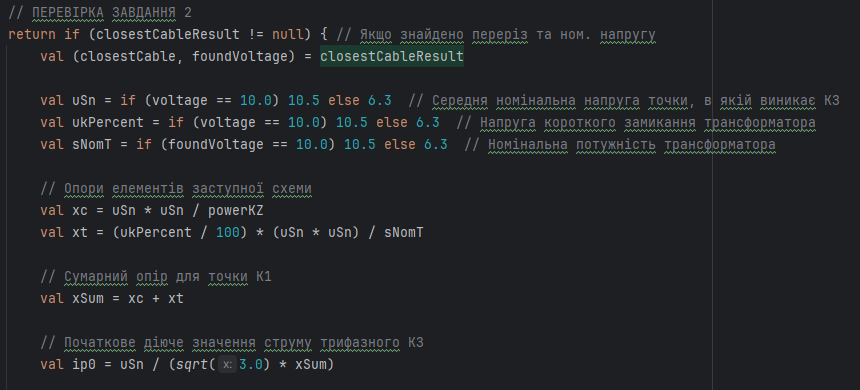 // ПЕРЕВІРКА ЗАВДАННЯ 2
return if (closestCableResult != null) { // Якщо знайдено переріз та ном. напругу
val (closestCable, foundVoltage) = closestCableResult
val uSn = if (voltage == 10.0) 10.5 else 6.3 // Середня номінальна напруга точки, в якій виникає КЗ
val ukPercent = if (voltage == 10.0) 10.5 else 6.3 // Напруга короткого замикання трансформатора
val sNomT = if (foundVoltage == 10.0) 10.5 else 6.3 // Номінальна потужність трансформатора
// Опори елементів заступної схеми
val xc = uSn * uSn / powerKZ
val xt = (ukPercent / 100) * (uSn * uSn) / sNomT
// Сумарний опір для точки К1
val xSum = xc + xt
// Початкове діюче значення струму трифазного КЗ
val ip0 = uSn / (sqrt( x: 3.0) * xSum)